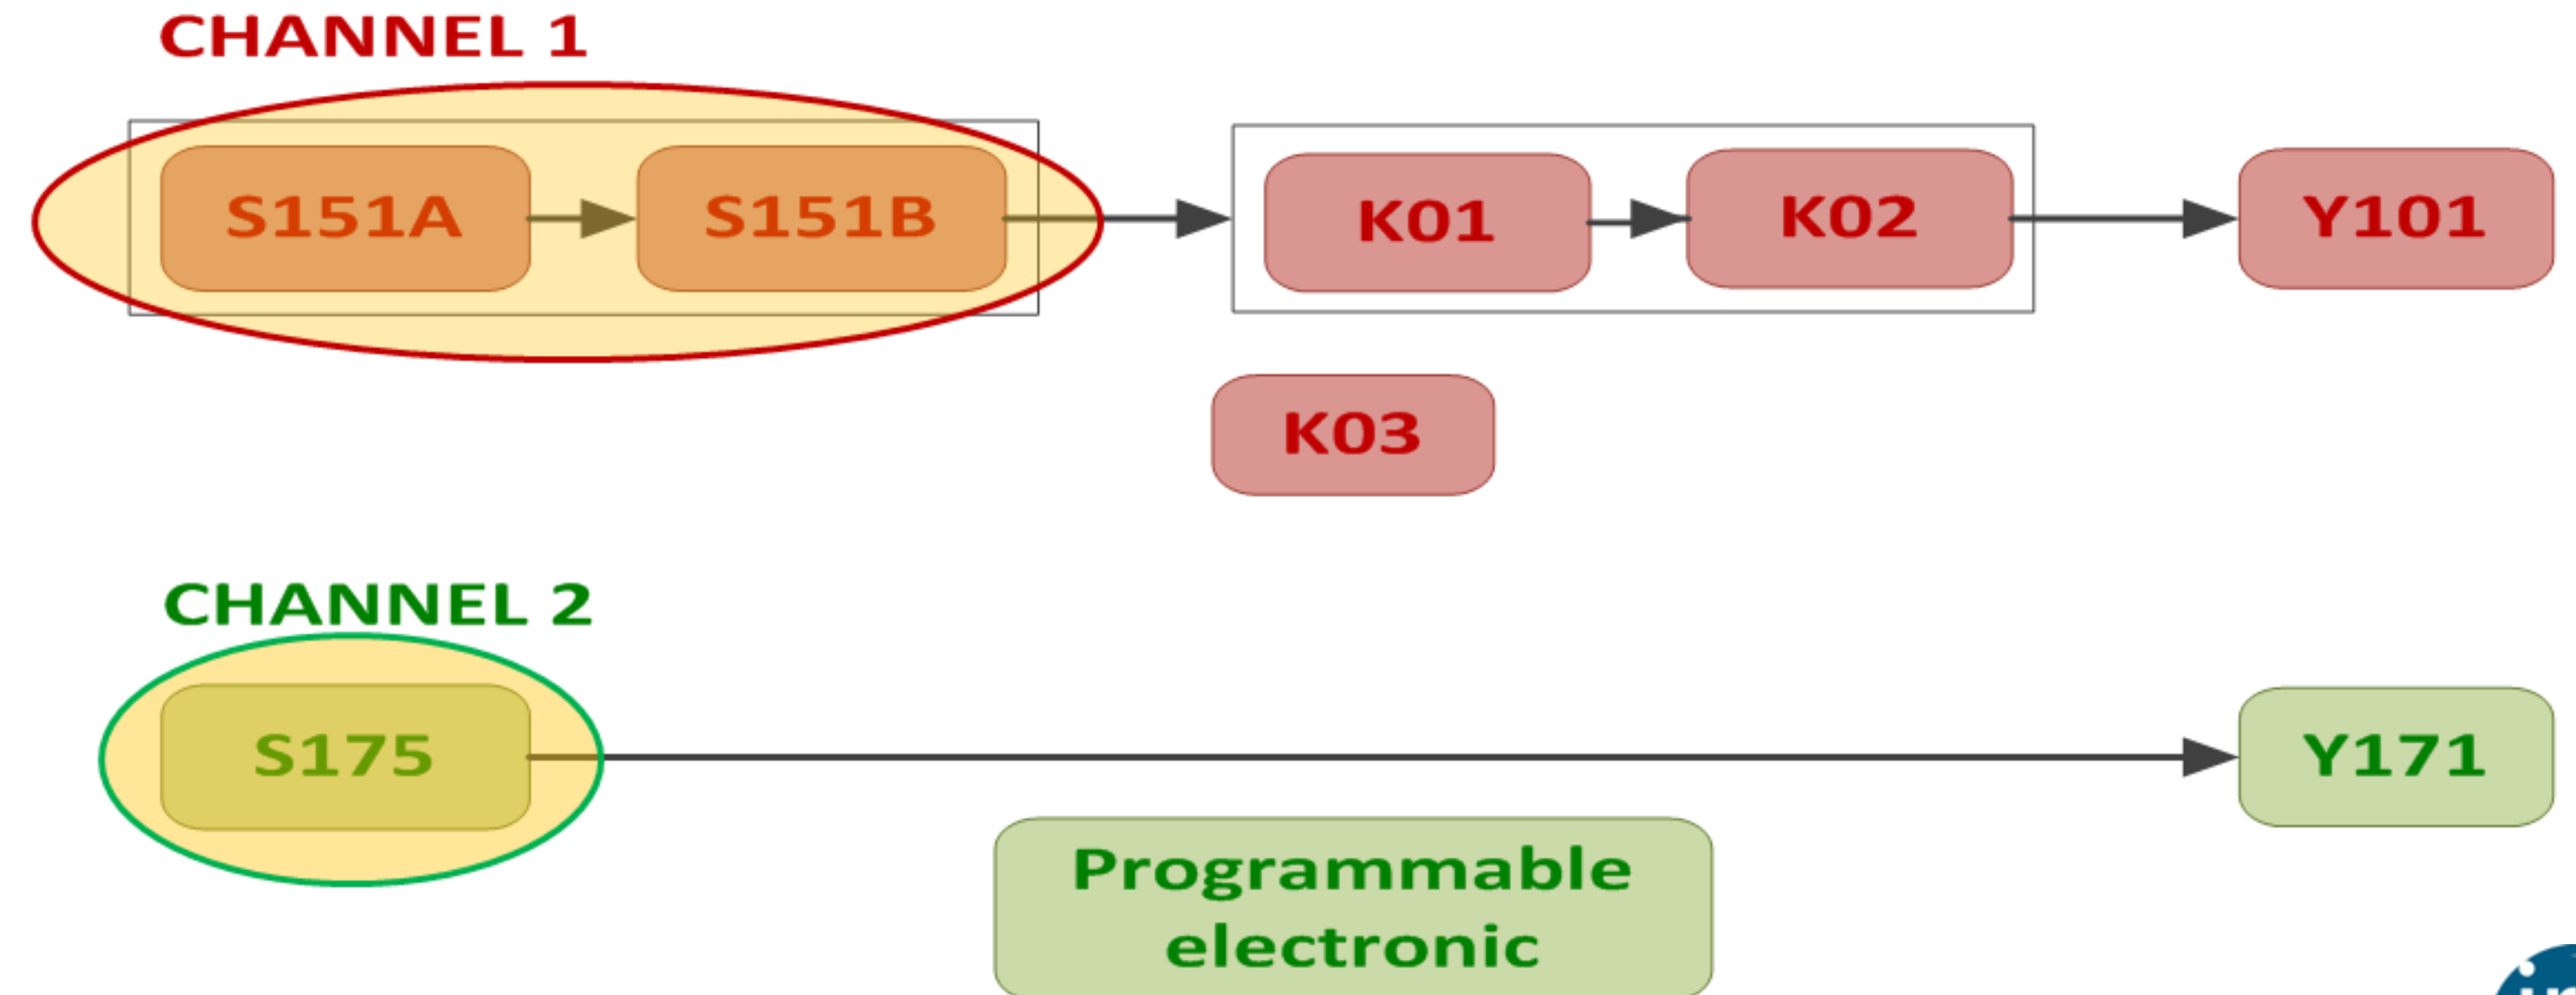 CHANNEL 1
S151A
S151B
K01
K02
Y101
K03
CHANNEL 2
S175
Y171
Programmable
electronic